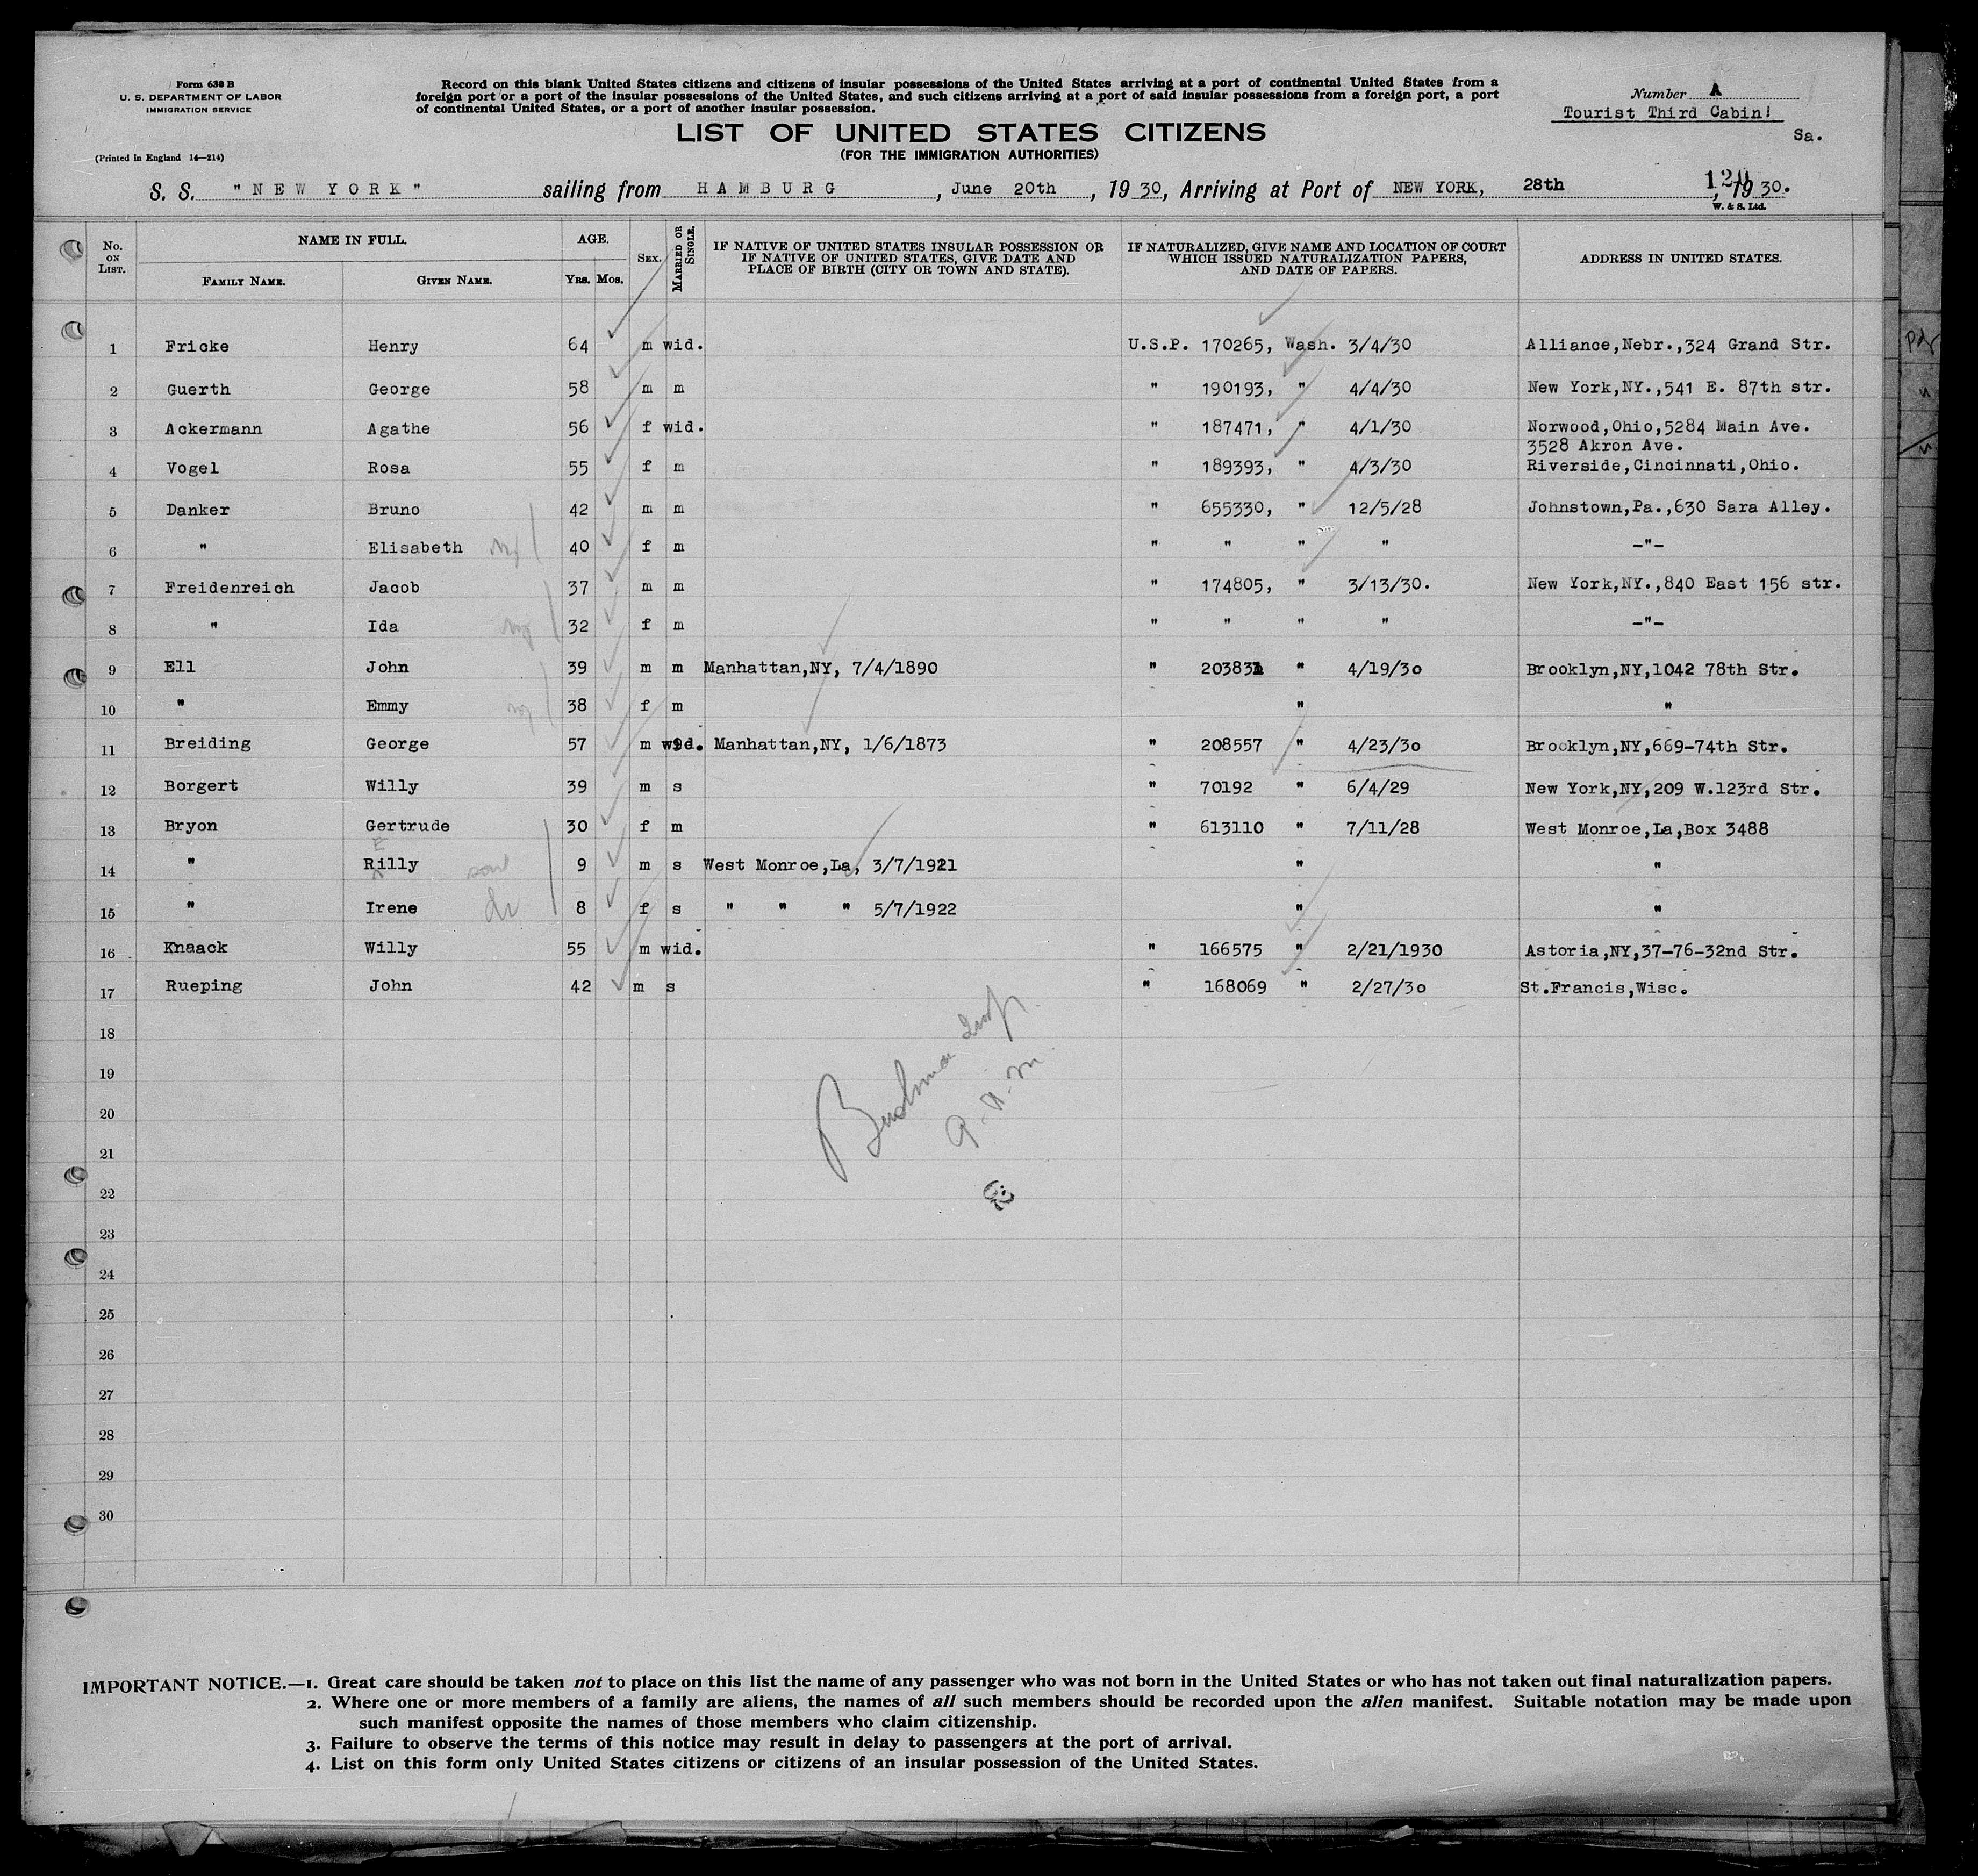 Form 630 B
U. S. DEPARTMENT OF LABOR
IMMIGRATION SERVICE
(Printed in England 14—214)
Record on this blank United States citizens and citizens of insular possessions of the United States arriving at a port of continental United States from a
foreign port or a port of the insular possessions of the United States, and such citizens arriving at a port of said insular possessions from a foreign port, a port
of continental United States, or a port of another insular possession.
Number A
Tourist Third Cabin!
Sa.
LIST OF UNITED STATES CITIZENS
(FOR THE IMMIGRATION AUTHORITIES)
S. S. "NEW YORK" sailing from HAMBURG, June 20th, 1930, Arriving at Port of NEW YORK, 28th, 1930.
120
W. & S. Ltd.
No. ON LIST. NAME IN FULL. AGE. SEX. MARRIED OR SINGLE. IF NATIVE OF UNITED STATES INSULAR POSSESSION OR IF NATIVE OF UNITED STATES, GIVE DATE AND PLACE OF BIRTH (CITY OR TOWN AND STATE). IF NATURALIZED, GIVE NAME AND LOCATION OF COURT WHICH ISSUED NATURALIZATION PAPERS, AND DATE OF PAPERS. ADDRESS IN UNITED STATES.
FAMILY NAME. GIVEN NAME. YRS. MOS.
1 Fricke Henry 64 m wid. U.S.P. 170265, Wash. 3/4/30 Alliance,Nebr.,324 Grand Str.
2 Guerth George 58 m m " 190193, " 4/4/30 New York,NY.,541 E. 87th str.
3 Ackermann Agathe 56 f wid. " 187471, " 4/1/30 Norwood,Ohio,5284 Main Ave.
3528 Akron Ave.
4 Vogel Rosa 55 f m " 189393, " 4/3/30 Riverside,Cincinnati,Ohio.
5 Danker Bruno 42 m m " 655330, " 12/5/28 Johnstown,Pa.,630 Sara Alley.
6 " Elisabeth 40 f m " " " " -"-
7 Freidenreich Jacob 37 m m " 174805, " 3/13/30. New York,NY.,840 East 156 str.
8 " Ida 32 f m " " " " -"-
9 Ell John 39 m m Manhattan,NY, 7/4/1890 " 203831 " 4/19/30 Brooklyn,NY,1042 78th Str.
10 " Emmy 38 f m " "
11 Breiding George 57 m wid. Manhattan,NY, 1/6/1873 " 208557 " 4/23/30 Brooklyn,NY,669-74th Str.
12 Borgert Willy 39 m s " 70192 " 6/4/29 New York,NY,209 W.123rd Str.
13 Bryon Gertrude 30 f m " 613110 " 7/11/28 West Monroe,La,Box 3488
E
14 " Rilly son 9 m s West Monroe,La, 3/7/1921 " "
15 " Irene 8 f s " " " 5/7/1922 " "
16 Knaack Willy 55 m wid. " 166575 " 2/21/1930 Astoria,NY,37-76-32nd Str.
17 Rueping John 42 m s " 168069 " 2/27/30 St.Francis,Wisc.
18
19
20
21
22
23
24
25
26
27
28
29
30
IMPORTANT NOTICE.—1. Great care should be taken not to place on this list the name of any passenger who was not born in the United States or who has not taken out final naturalization papers.
2. Where one or more members of a family are aliens, the names of all such members should be recorded upon the alien manifest. Suitable notation may be made upon
such manifest opposite the names of those members who claim citizenship.
3. Failure to observe the terms of this notice may result in delay to passengers at the port of arrival.
4. List on this form only United States citizens or citizens of an insular possession of the United States.